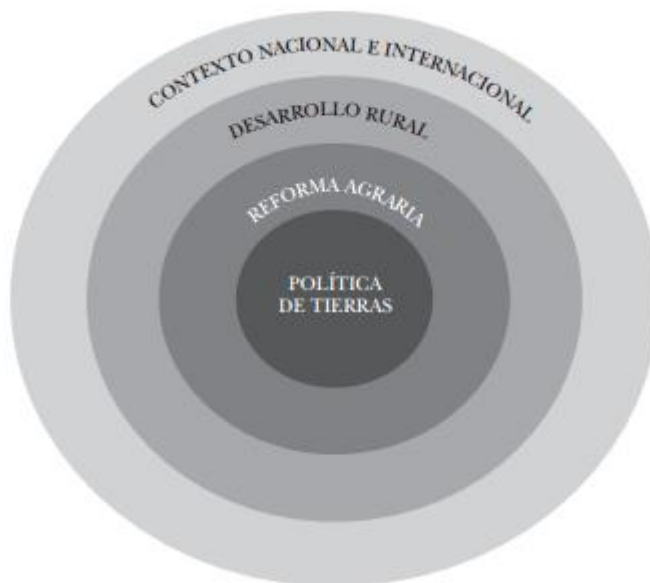 CONTEXTO NACIONAL E INTERNACIONAL
DESARROLLO RURAL
REFORMA AGRARIA
POLÍTICA
DE TIERRAS